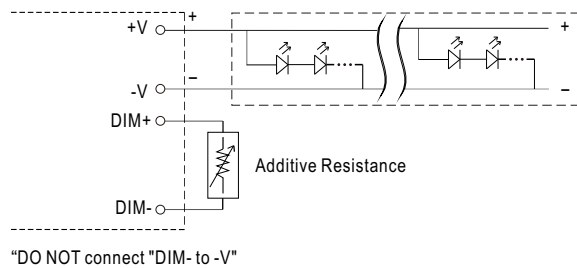 +V + +
-V − −
DIM+
Additive Resistance
DIM-
“DO NOT connect "DIM- to -V"